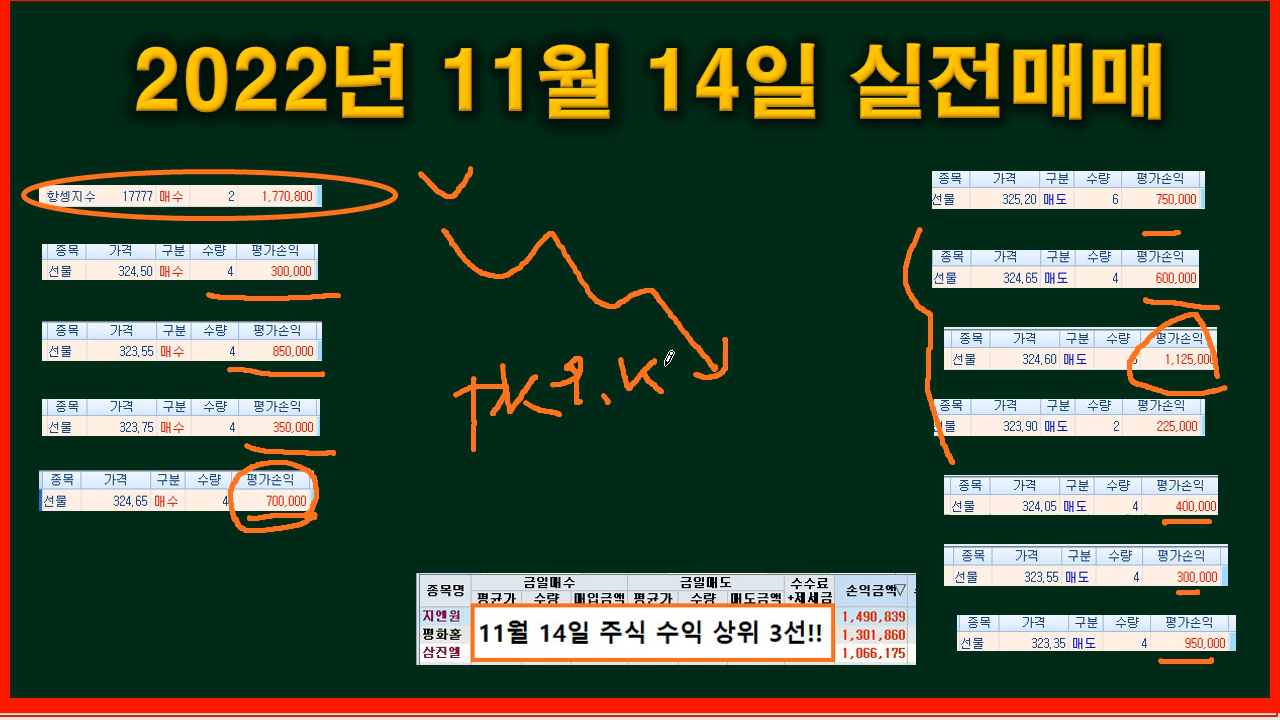 2022년 11월 14일 실전매매
항셍지수 17777 매수 2 1,770,800
종목 가격 구분 수량 평가손익
선물 324,50 매수 4 300,000
종목 가격 구분 수량 평가손익
선물 323,55 매수 4 850,000
종목 가격 구분 수량 평가손익
선물 323,75 매수 4 350,000
종목 가격 구분 수량 평가손익
선물 324,65 매수 4 700,000
종목 가격 구분 수량 평가손익
선물 325,20 매도 6 750,000
종목 가격 구분 수량 평가손익
선물 324,65 매도 4 600,000
종목 가격 구분 수량 평가손익
선물 324,60 매도 1,125,000
종목 가격 구분 수량 평가손익
선물 323,90 매도 2 225,000
종목 가격 구분 수량 평가손익
선물 324,05 매도 4 400,000
종목 가격 구분 수량 평가손익
선물 323,55 매도 4 300,000
종목 가격 구분 수량 평가손익
선물 323,35 매도 4 950,000
종목명 금일매수 금일매도 수수료 손익금액▽
평균가 수량 매입금액 평균가 수량 매도금액 +제세금
지엔원 1,490,839
평화홀 1,301,860
삼진엘 1,066,175
11월 14일 주식 수익 상위 3선!!